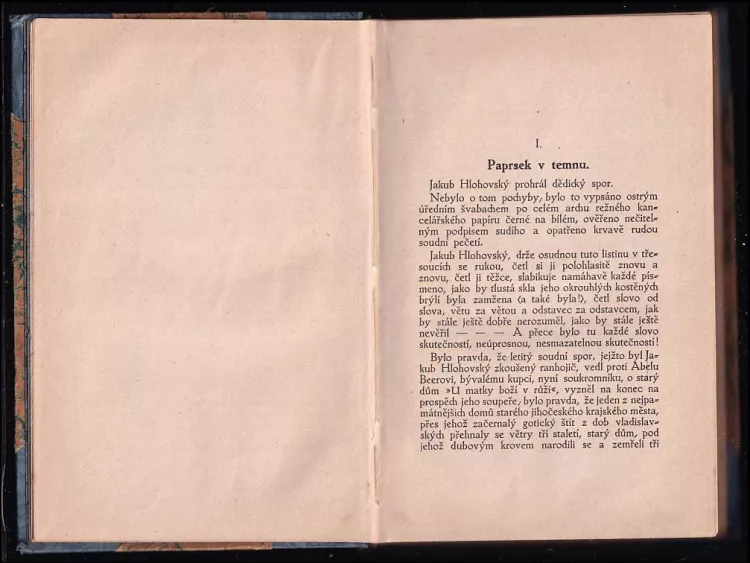 I.
Paprsek v temnu.
Jakub Hlohovský prohrál dědický spor.
Nebylo o tom pochyby, bylo to vypsáno ostrým
úředním švabachem po celém archu režného kan-
celářského papíru černé na bílém, ověřeno nečitel-
ným podpisem sudího a opatřeno krvavě rudou
soudní pečetí.
Jakub Hlohovský, drže osudnou tuto listinu v tře-
soucích se rukou, četl si ji polohlasitě znovu a
znovu, četl ji těžce, slabikuje namáhavě každé pís-
meno, jako by tlustá skla jeho okrouhlých kostěných
brýlí byla zamžena (a také byla!), četl slovo od
slova, větu za větou a odstavec za odstavcem, jak
by stále ještě dobře nerozuměl, jako by stále ještě
nevěřil — — — A přece bylo tu každé slovo
skutečností, neúprosnou, nesmazatelnou skutečností!
Bylo pravda, že letitý soudní spor, jejžto byl Ja-
kub Hlohovský zkoušený ranhojič, vedl proti Abelu
Beerovi, bývalému kupci, nyní soukromníku, o starý
dům »U matky boží v růži«, vyzněl na konec na
prospěch jeho soupeře, bylo pravda, že jeden z nejpa-
mátnějších domů starého jihočeského krajského města,
přes jehož začernalý gotický štít z dob vladislav-
ských přehnaly se větry tří staletí, starý dům, pod
jehož dubovým krovem narodili se a zemřeli tři